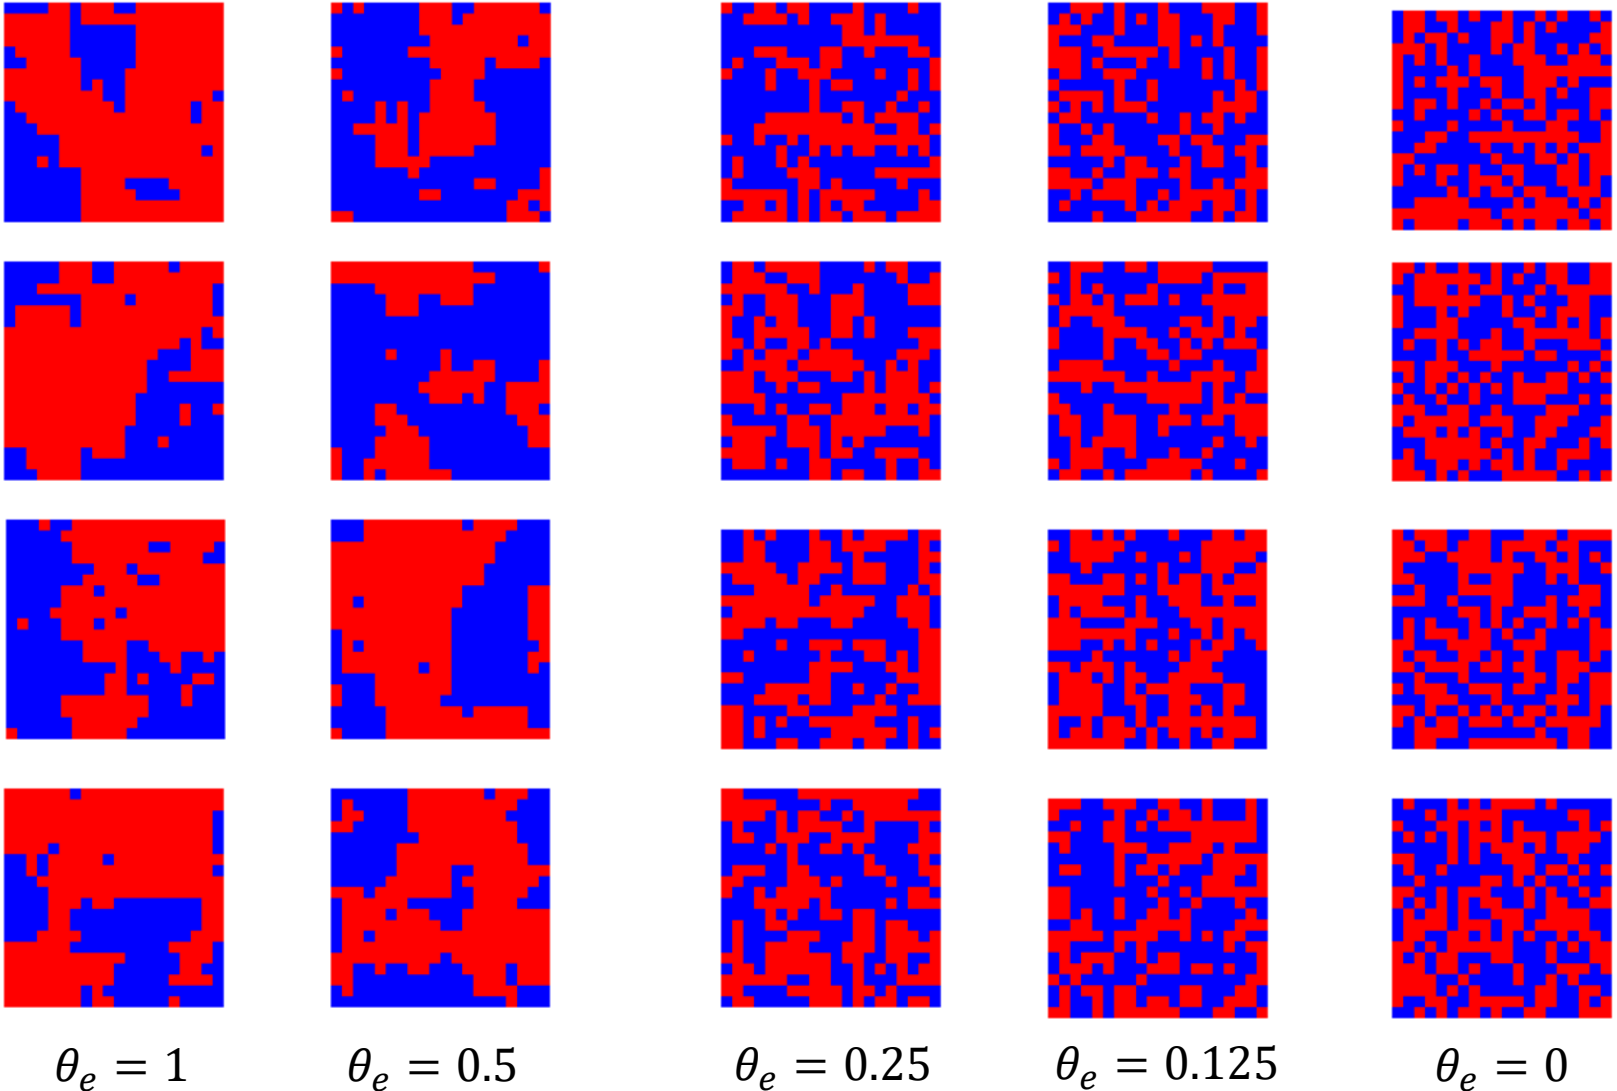 θₑ = 1
θₑ = 0.5
θₑ = 0.25
θₑ = 0.125
θₑ = 0